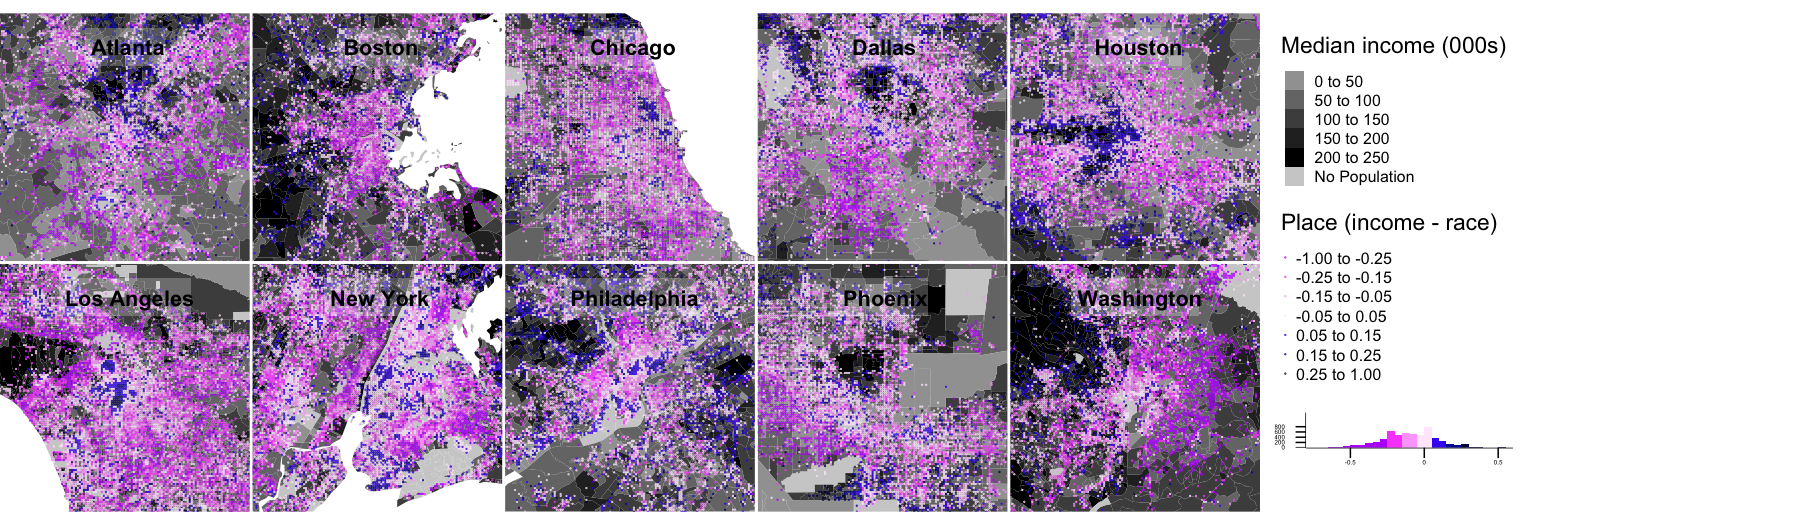 Atlanta
Boston
Chicago
Dallas
Houston
Los Angeles
New York
Philadelphia
Phoenix
Washington
Median income (000s)
0 to 50
50 to 100
100 to 150
150 to 200
200 to 250
No Population
Place (income - race)
-1.00 to -0.25
-0.25 to -0.15
-0.15 to -0.05
-0.05 to 0.05
0.05 to 0.15
0.15 to 0.25
0.25 to 1.00
800
600
400
200
0
-0.5
0
0.5